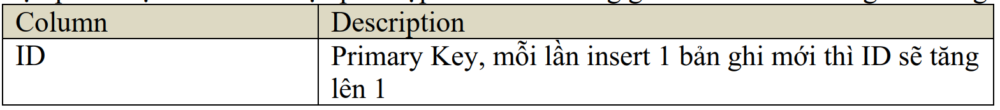 Column Description
ID Primary Key, mỗi lần insert 1 bản ghi mới thì ID sẽ tăng
lên 1